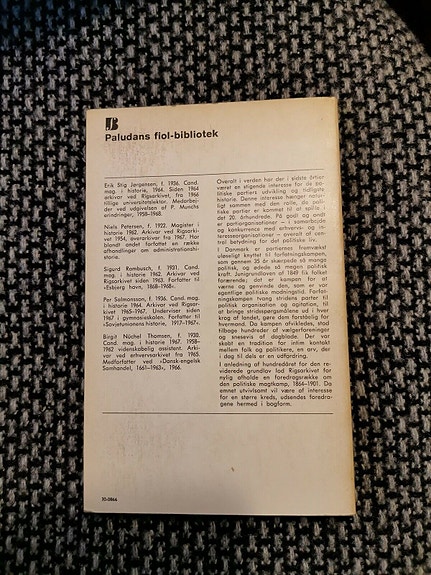 Paludans fiol-bibliotek
Erik Stig Jørgensen, f. 1936. Cand.
mag. i historie, 1964. Siden 1964
arkivar ved Rigsarkivet, fra 1966
tillige universitetslektor. Medarbej-
der ved udgivelsen af P. Munchs
erindringer, 1958-1968.
Niels Petersen, f. 1922. Magister i
historie 1962. Arkivar ved Rigsarki-
vet 1954, overarkivar fra 1967. Har
blandt andet forfattet en række
afhandlinger om administrationshi-
storie.
Sigurd Rambusch, f. 1931. Cand.
mag. i historie 1962. Arkivar ved
Rigsarkivet siden 1963. Forfatter til
»Esbjerg havn, 1868-1968«.
Per Salmonsson, f. 1936. Cand. mag.
i historie 1964. Arkivar ved Rigsar-
kivet 1965-1967. Underviser siden
1967 i gymnasieskolen. Forfatter til
»Sovjetunionens historie, 1917-1967«.
Birgit Nüchel Thomsen, f. 1930.
Cand. mag. i historie 1967. 1958-
1962 videnskabelig assistent. Arki-
var ved erhvervsarkivet fra 1965.
Medforfatter ved »Dansk-engelsk
Samhandel, 1661-1963«, 1966.
Overalt i verden har der i sidste årtier
været en stigende interesse for de po-
litiske partiers udvikling og tidligste
historie. Denne interesse hænger natur-
ligt sammen med den rolle, de poli-
tiske partier er kommet til at spille i
det 20. århundrede. På godt og ondt
er partiorganisationer – i samarbejde
og konkurrence med erhvervs- og in-
teresseorganisationer – overalt af cen-
tral betydning for det politiske liv.
I Danmark er partiernes fremvækst
uløseligt knyttet til forfatningskampen,
som gennem 35 år skærpede så mange
politisk, og øde så megen politisk
kraft. Junigrundloven af 1849 fik folket
forærende; det er kampen for at
værne og genvinde den, som er vor
egentlige politiske modningstid. Forfat-
ningskampen tvang stridens parter til
politisk organisation og agitation, til
at bringe stridsspørgsmålene ud i hver
krog af landet, gøre dem forståelig for
hvermand. Da kampen afvikledes, stod
tilbage hundreder af vælgerforeninger
og snesevis af dagblade. Der var
skabt en tradition for intim kontakt
mellem folk og politikere, en arv, der
i dag til dels er en udfordring.
I anledning af hundredåret for den re-
viderede grundlov lod Rigsarkivet for
nylig afholde en foredragsrække om
den politiske magtkamp, 1864-1901. Da
emnet utvivlsomt vil være af interesse
for en større kreds, udsendes foredra-
gene hermed i bogform.